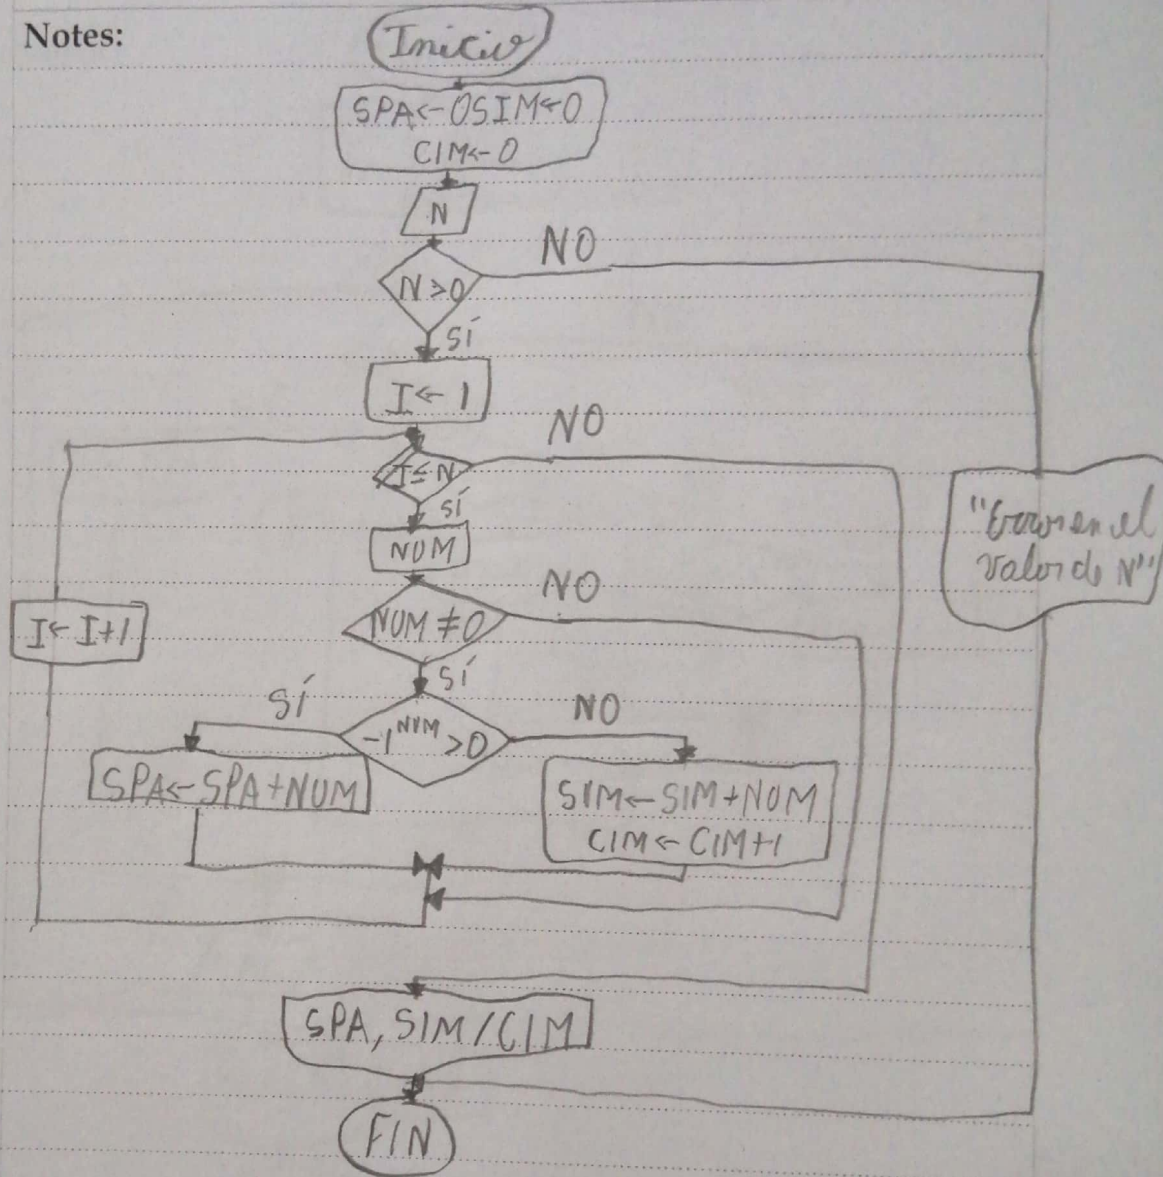 Notes:
Inicio
SPA←0SIM←0
CIM←0
N
N>0
NO
SÍ
I←1
I≤N
NO
SÍ
NUM
NUM≠0
NO
SÍ
-1^NUM >0
SÍ
NO
SPA←SPA+NUM
SIM←SIM+NUM
CIM←CIM+1
I←I+1
"Error en el
valor de N"
SPA, SIM/CIM
FIN